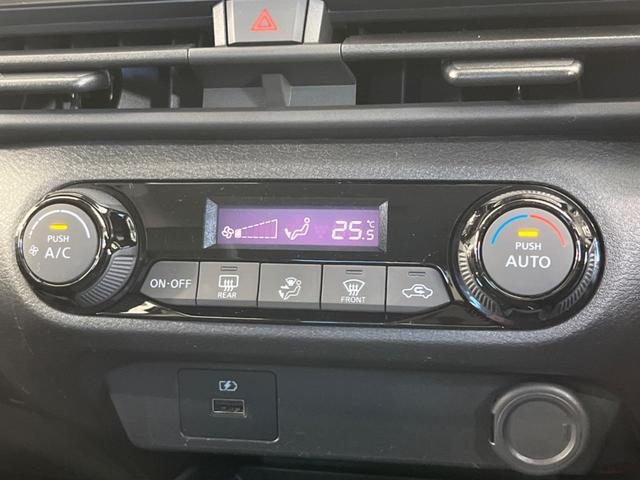 25.5 °C
PUSH
A/C
PUSH
AUTO
ON·OFF
REAR
FRONT